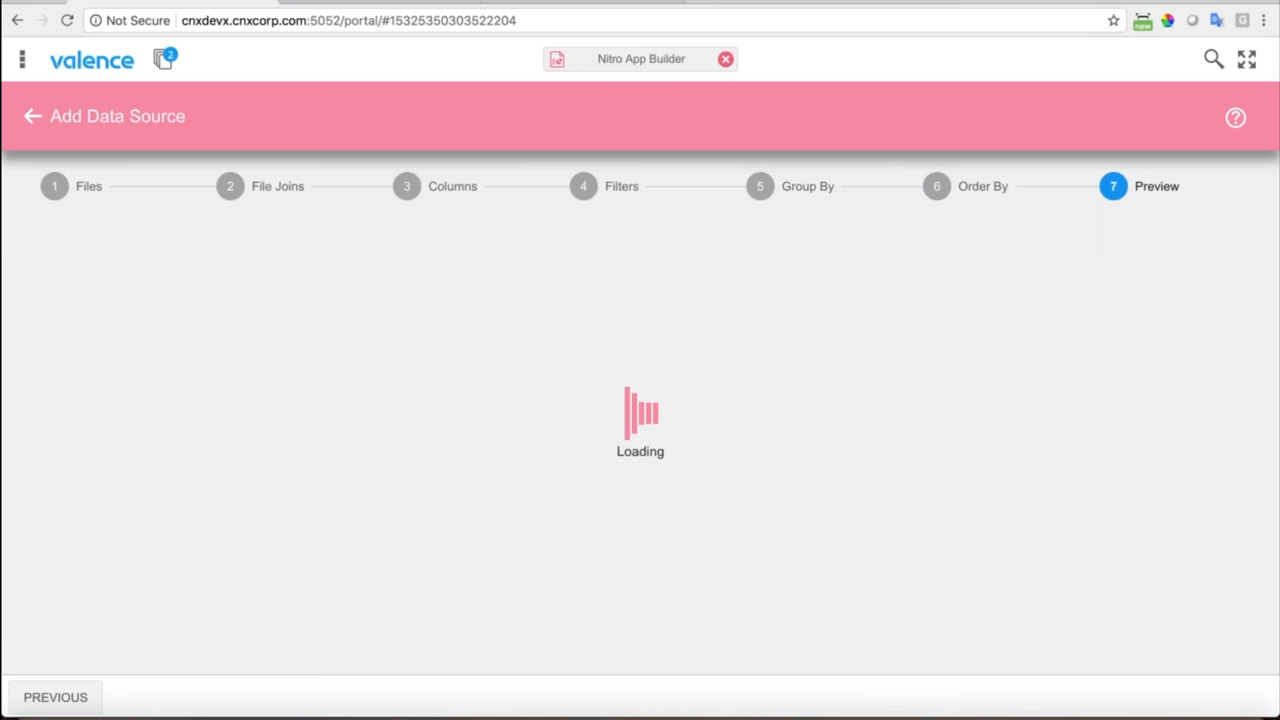 Not Secure cnxdevx.cnxcorp.com:5052/portal/#15325350303522204
new
valence 2 Nitro App Builder
Add Data Source
1 Files 2 File Joins 3 Columns 4 Filters 5 Group By 6 Order By 7 Preview
Loading
PREVIOUS